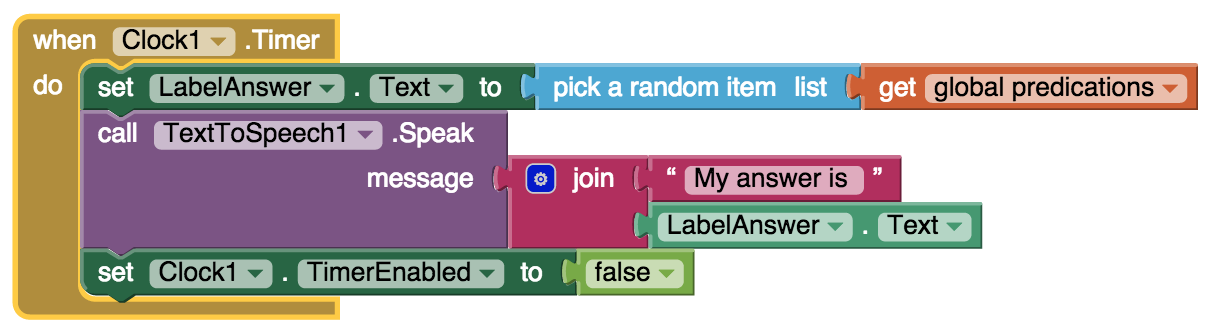 when Clock1 .Timer
do set LabelAnswer . Text to pick a random item list get global predications
call TextToSpeech1 .Speak
message join “ My answer is ”
LabelAnswer . Text
set Clock1 . TimerEnabled to false